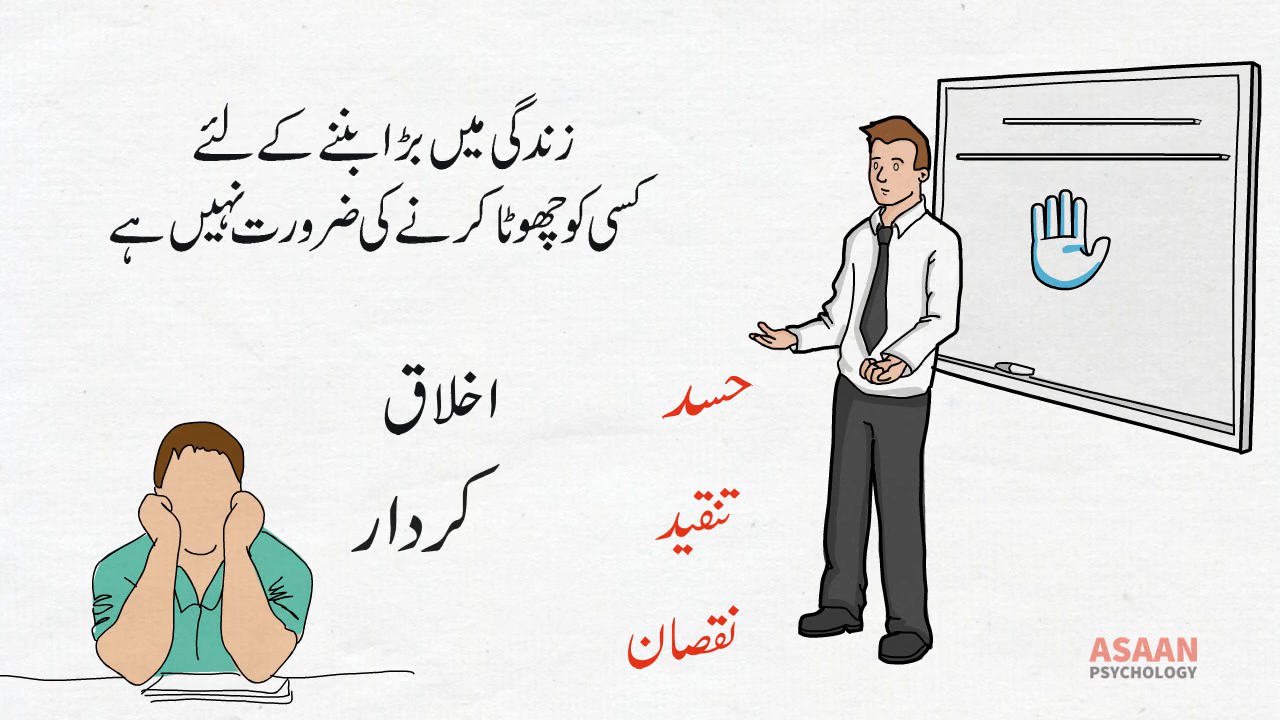 زندگی میں بڑا بننے کے لئے
کسی کو چھوٹا کرنے کی ضرورت نہیں ہے
اخلاق
حسد
کردار
تنقید
نقصان
ASAAN
PSYCHOLOGY